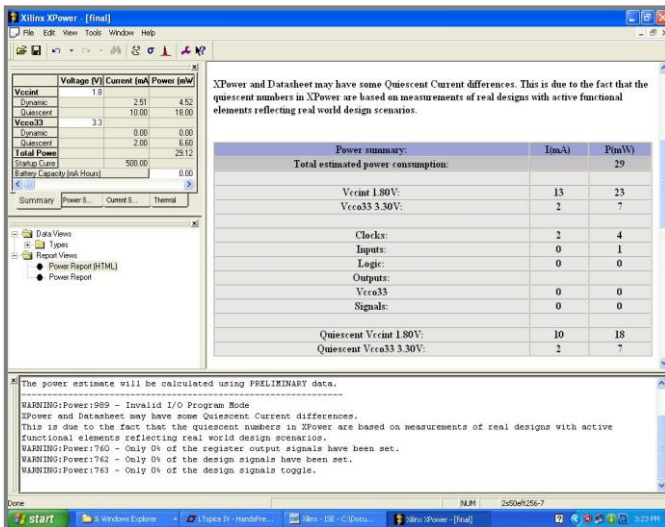 Xilinx XPower - [final]
File Edit View Tools Window Help
Voltage (V) Current (mA Power (mW
Vccint 1.8
Dynamic 2.51 4.52
Quiescent 10.00 18.00
Vcco33 3.3
Dynamic 0.00 0.00
Quiescent 2.00 6.60
Total Powe 29.12
Startup Curre 500.00
Battery Capacity (mA Hours) 0.00
Summary Power S... Current S... Thermal
Data Views
Types
Report Views
Power Report (HTML)
Power Report
XPower and Datasheet may have some Quiescent Current differences. This is due to the fact that the
quiescent numbers in XPower are based on measurements of real designs with active functional
elements reflecting real world design scenarios.
Power summary: I(mA) P(mW)
Total estimated power consumption: 29
Vccint 1.80V: 13 23
Vcco33 3.30V: 2 7
Clocks: 2 4
Inputs: 0 1
Logic: 0 0
Outputs:
Vcco33 0 0
Signals: 0 0
Quiescent Vccint 1.80V: 10 18
Quiescent Vcco33 3.30V: 2 7
The power estimate will be calculated using PRELIMINARY data.
WARNING:Power:989 - Invalid I/O Program Mode
XPower and Datasheet may have some Quiescent Current differences.
This is due to the fact that the quiescent numbers in XPower are based on measurements of real designs with active
functional elements reflecting real world design scenarios.
WARNING:Power:760 - Only 0% of the register output signals have been set.
WARNING:Power:762 - Only 0% of the design signals have been set.
WARNING:Power:763 - Only 0% of the design signals toggle.
Done NUM 2s50eft256-7
start 5 Windows Explorer LTspice IV - HandsFre... Xilinx - ISE - C:\Docu... Xilinx XPower - [final] 3:23 PM